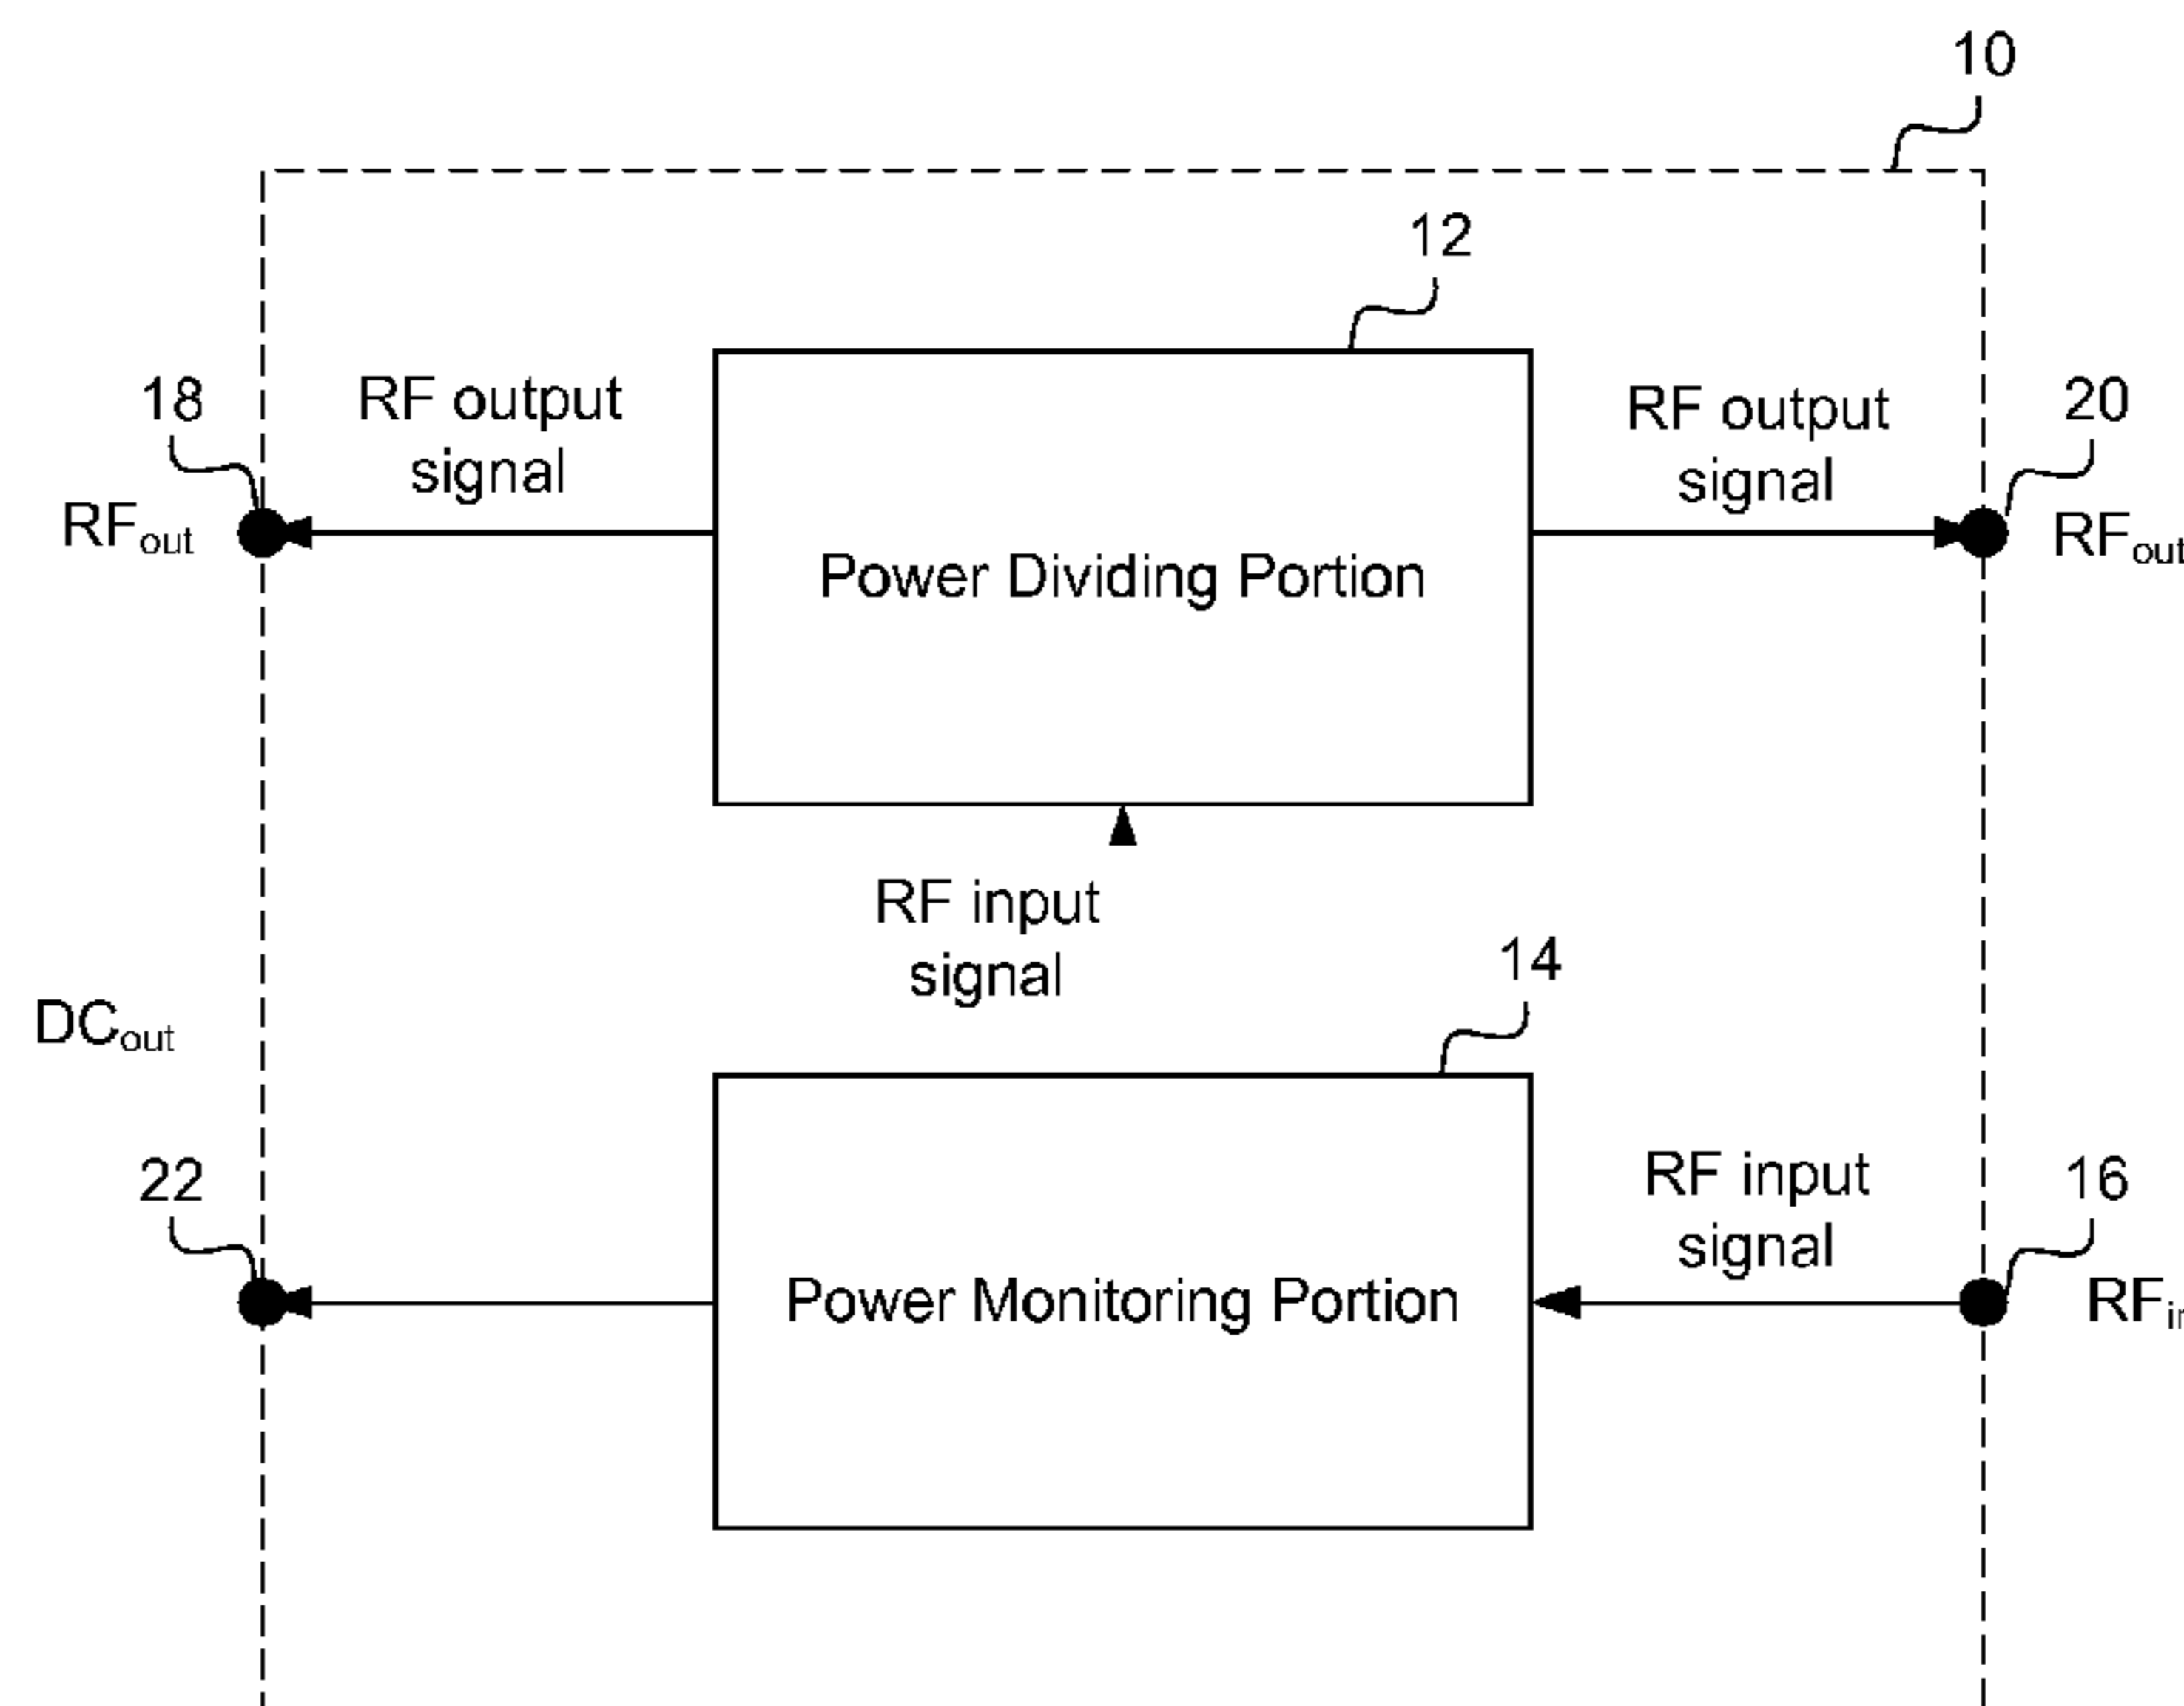 10
12
18
RF output
signal
RF output
signal
20
RFout
Power Dividing Portion
RFout
RF input
signal
14
DCout
22
RF input
signal
16
Power Monitoring Portion